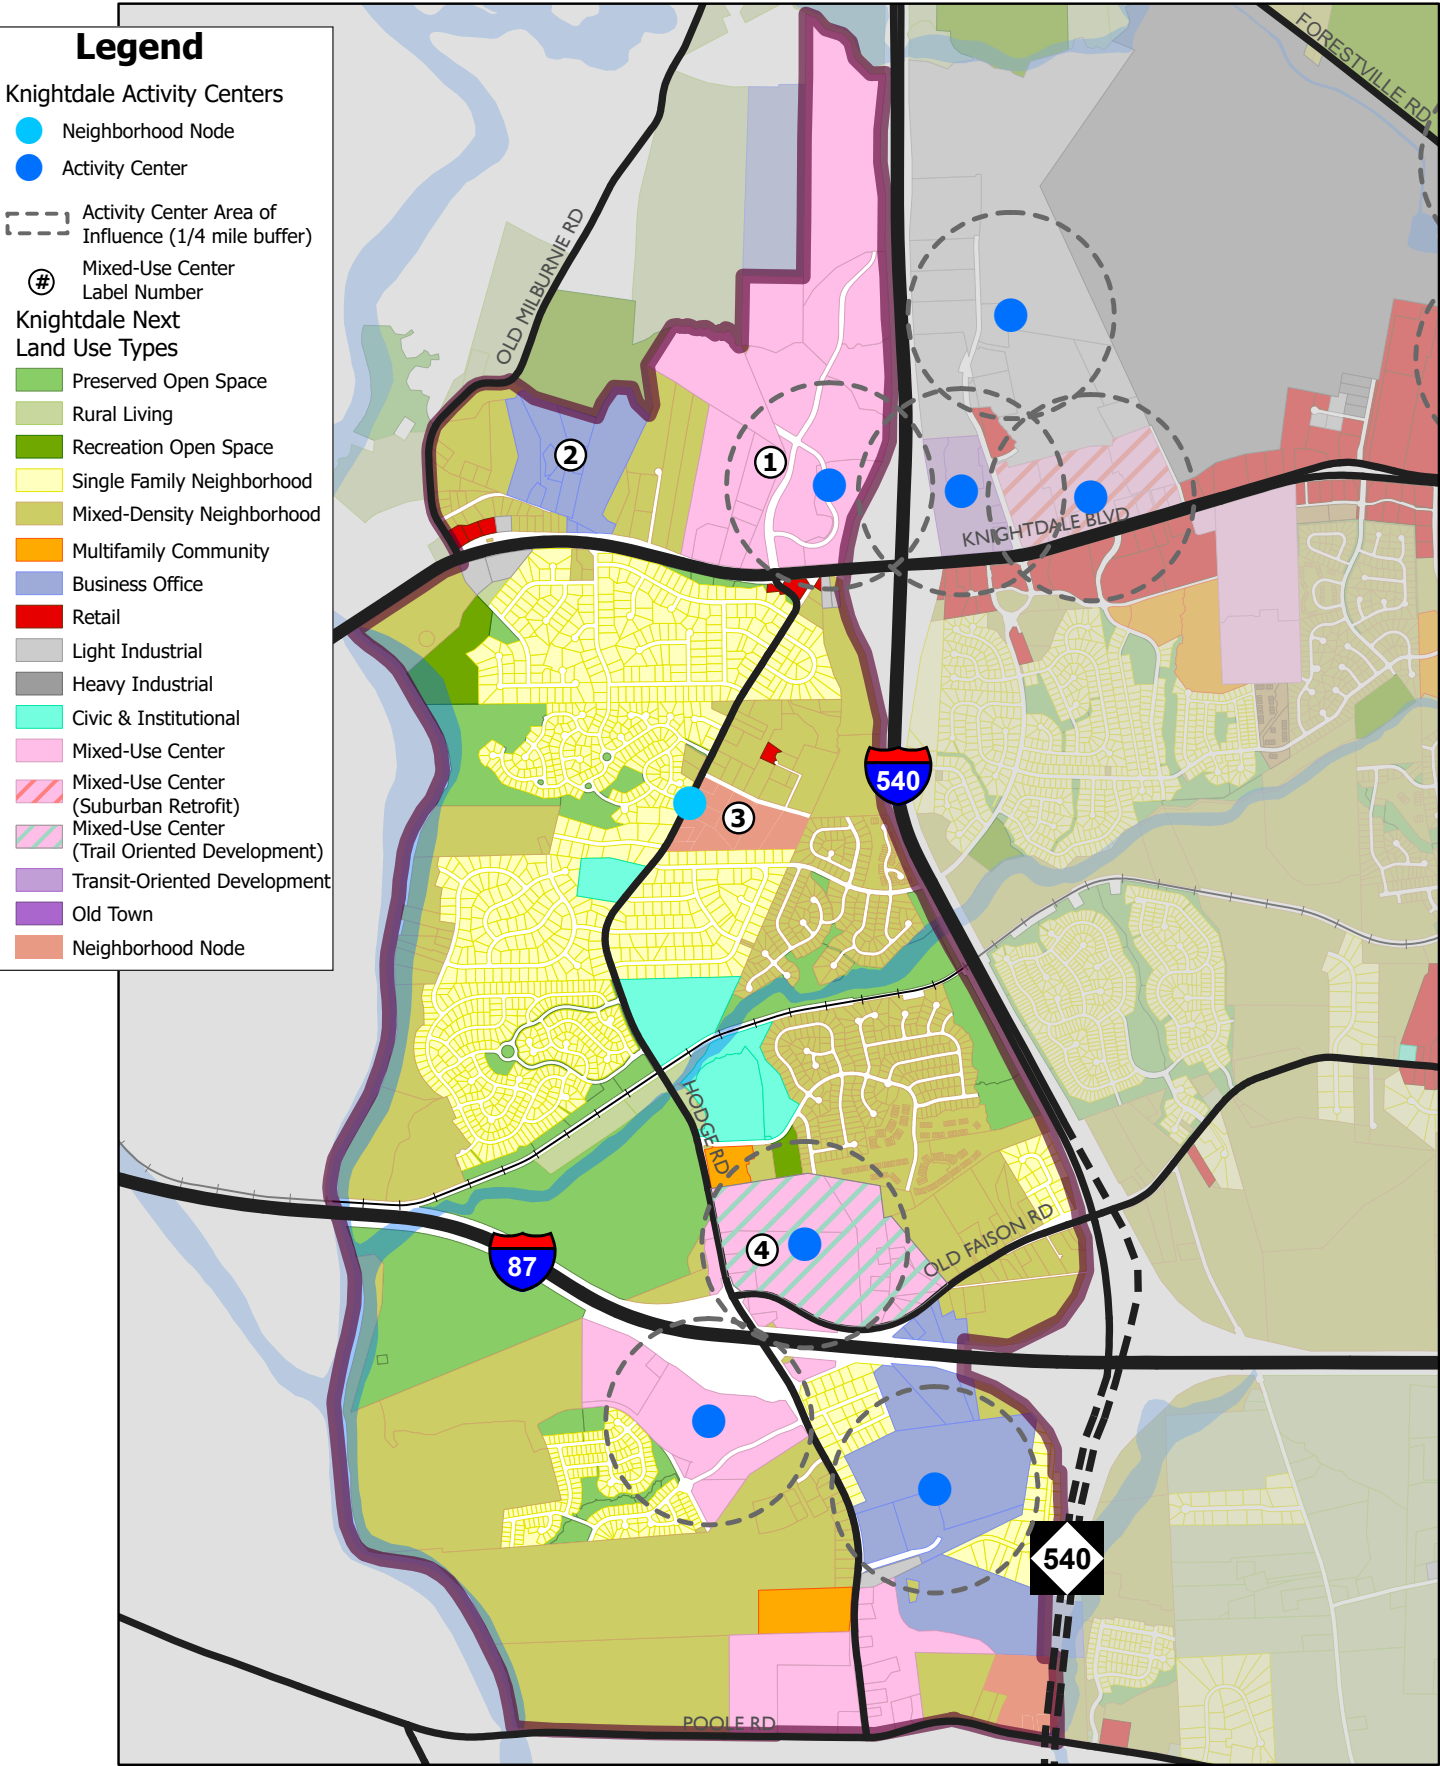 Legend
Knightdale Activity Centers
Neighborhood Node
Activity Center
Activity Center Area of
Influence (1/4 mile buffer)
#
Mixed-Use Center
Label Number
Knightdale Next
Land Use Types
Preserved Open Space
Rural Living
Recreation Open Space
Single Family Neighborhood
Mixed-Density Neighborhood
Multifamily Community
Business Office
Retail
Light Industrial
Heavy Industrial
Civic & Institutional
Mixed-Use Center
Mixed-Use Center
(Suburban Retrofit)
Mixed-Use Center
(Trail Oriented Development)
Transit-Oriented Development
Old Town
Neighborhood Node
FORESTVILLE RD
OLD MILBURNIE RD
2
1
KNIGHTDALE BLVD
540
3
HODGE RD
4
OLD FAISON RD
87
540
POOLE RD